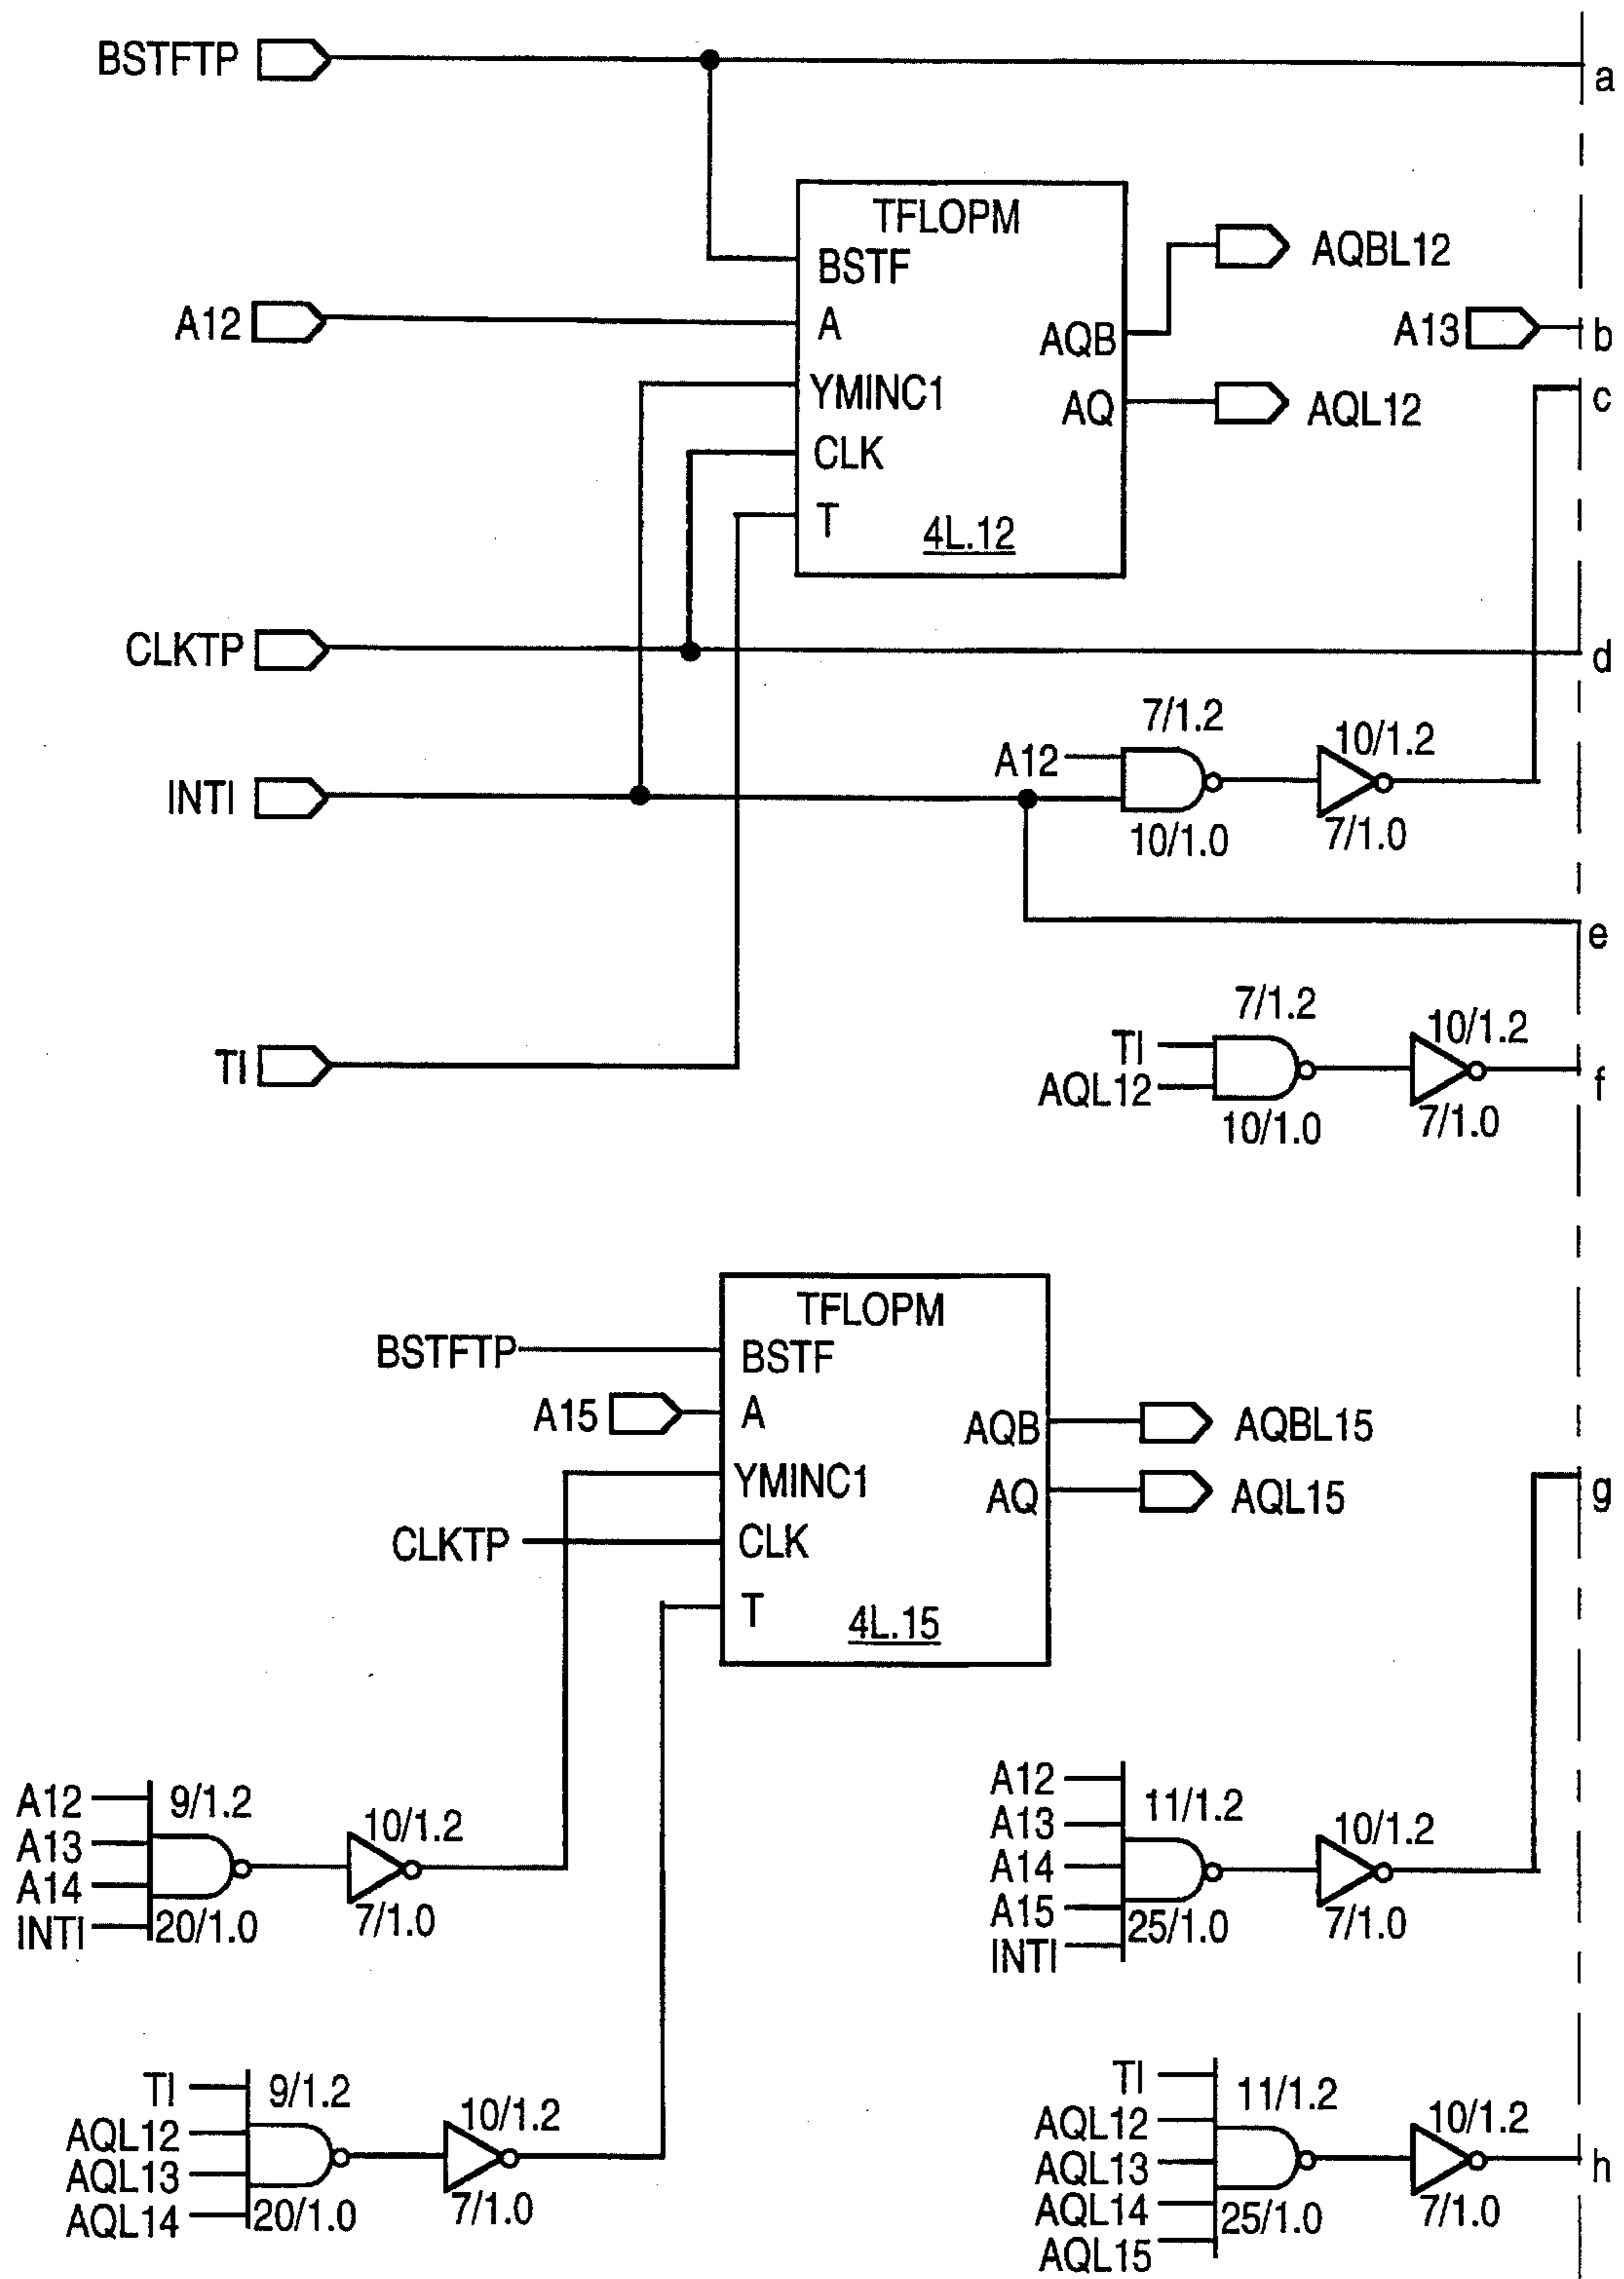 BSTFTP
a
TFLOPM
BSTF
AQBL12
A12
A
AQB
A13
b
YMINC1
AQ
AQL12
c
CLK
T
4L.12
CLKTP
d
7/1.2
10/1.2
A12
INTI
10/1.0
7/1.0
e
7/1.2
10/1.2
TI
TI
AQL12
f
10/1.0
7/1.0
TFLOPM
BSTFTP
BSTF
A15
A
AQB
AQBL15
YMINC1
AQ
AQL15
g
CLKTP
CLK
T
4L.15
A12
9/1.2
10/1.2
A13
A14
INTI
20/1.0
7/1.0
A12
11/1.2
10/1.2
A13
A14
A15
25/1.0
7/1.0
INTI
TI
9/1.2
10/1.2
AQL12
AQL13
AQL14
20/1.0
7/1.0
TI
11/1.2
10/1.2
AQL12
AQL13
h
AQL14
25/1.0
7/1.0
AQL15